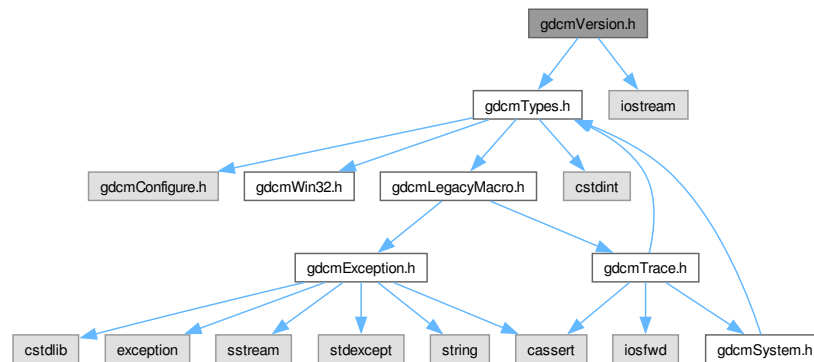 gdcmVersion.h
gdcmTypes.h
iostream
gdcmConfigure.h
gdcmWin32.h
gdcmLegacyMacro.h
cstdint
gdcmException.h
gdcmTrace.h
cstdlib
exception
sstream
stdexcept
string
cassert
iosfwd
gdcmSystem.h